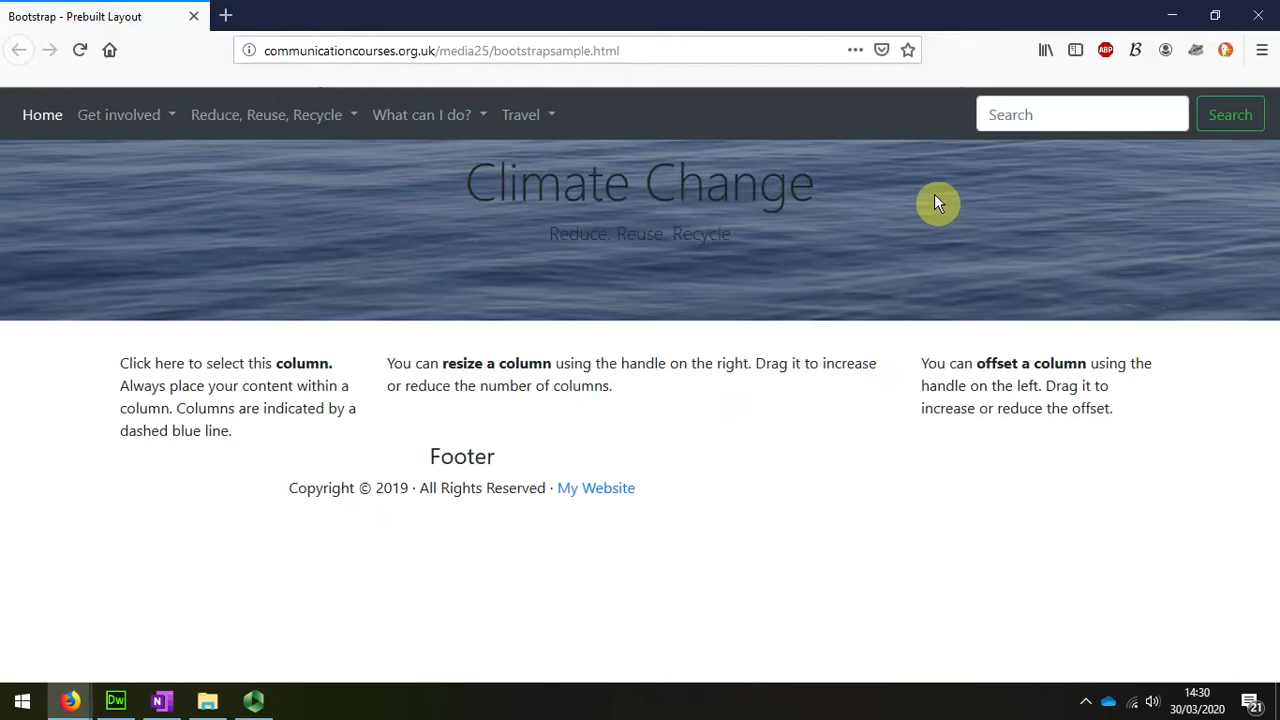 Bootstrap - Prebuilt Layout
communicationcourses.org.uk/media25/bootstrapsample.html
ABP
Home Get involved Reduce, Reuse, Recycle What can I do? Travel Search Search
Climate Change
Reduce. Reuse. Recycle
Click here to select this column.
Always place your content within a
column. Columns are indicated by a
dashed blue line.
You can resize a column using the handle on the right. Drag it to increase
or reduce the number of columns.
You can offset a column using the
handle on the left. Drag it to
increase or reduce the offset.
Footer
Copyright © 2019 · All Rights Reserved · My Website
Dw
N
14:30
30/03/2020
21